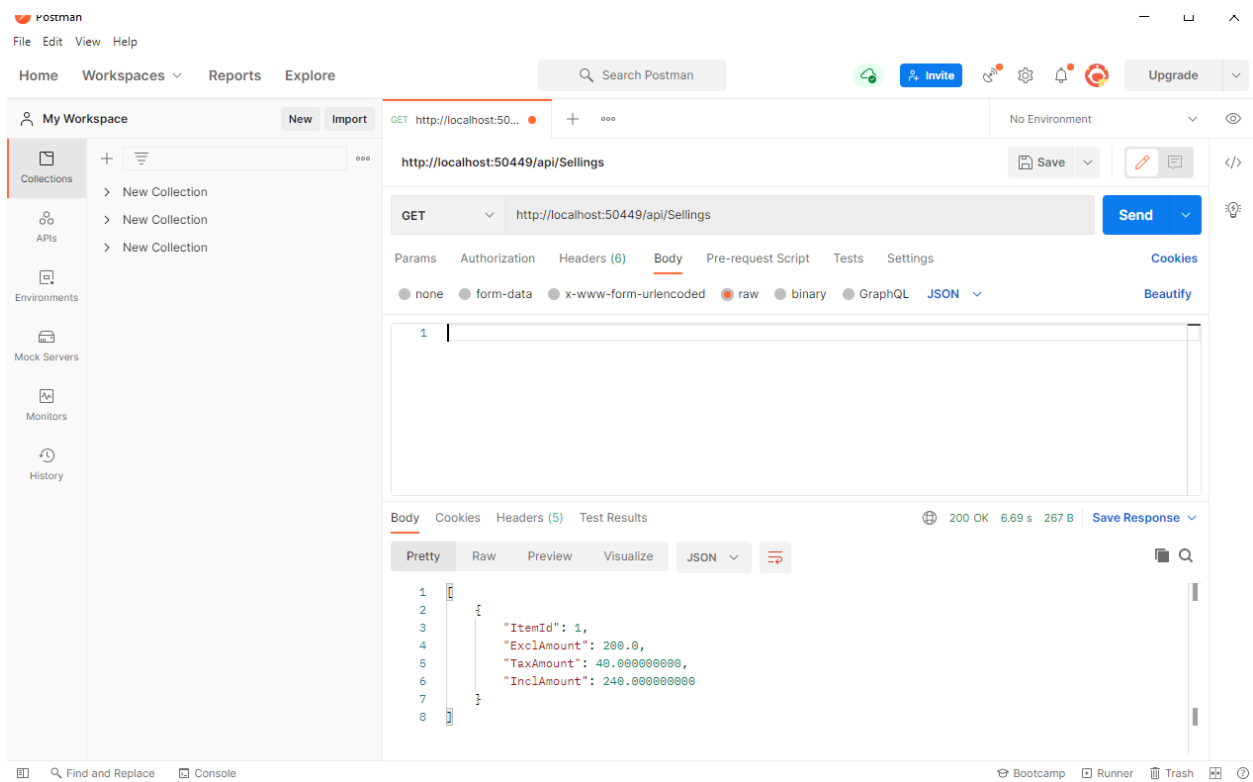 Postman
File Edit View Help
Home Workspaces Reports Explore Search Postman Invite Upgrade
My Workspace New Import GET http://localhost:50... No Environment
http://localhost:50449/api/Sellings Save
Collections
New Collection
New Collection
New Collection
APIs
Environments
Mock Servers
Monitors
History
GET http://localhost:50449/api/Sellings Send
Params Authorization Headers (6) Body Pre-request Script Tests Settings Cookies
none form-data x-www-form-urlencoded raw binary GraphQL JSON Beautify
1
Body Cookies Headers (5) Test Results 200 OK 6.69 s 267 B Save Response
Pretty Raw Preview Visualize JSON
1 [
2 {
3 "ItemId": 1,
4 "ExclAmount": 200.0,
5 "TaxAmount": 40.000000000,
6 "InclAmount": 240.000000000
7 }
8 ]
Find and Replace Console Bootcamp Runner Trash